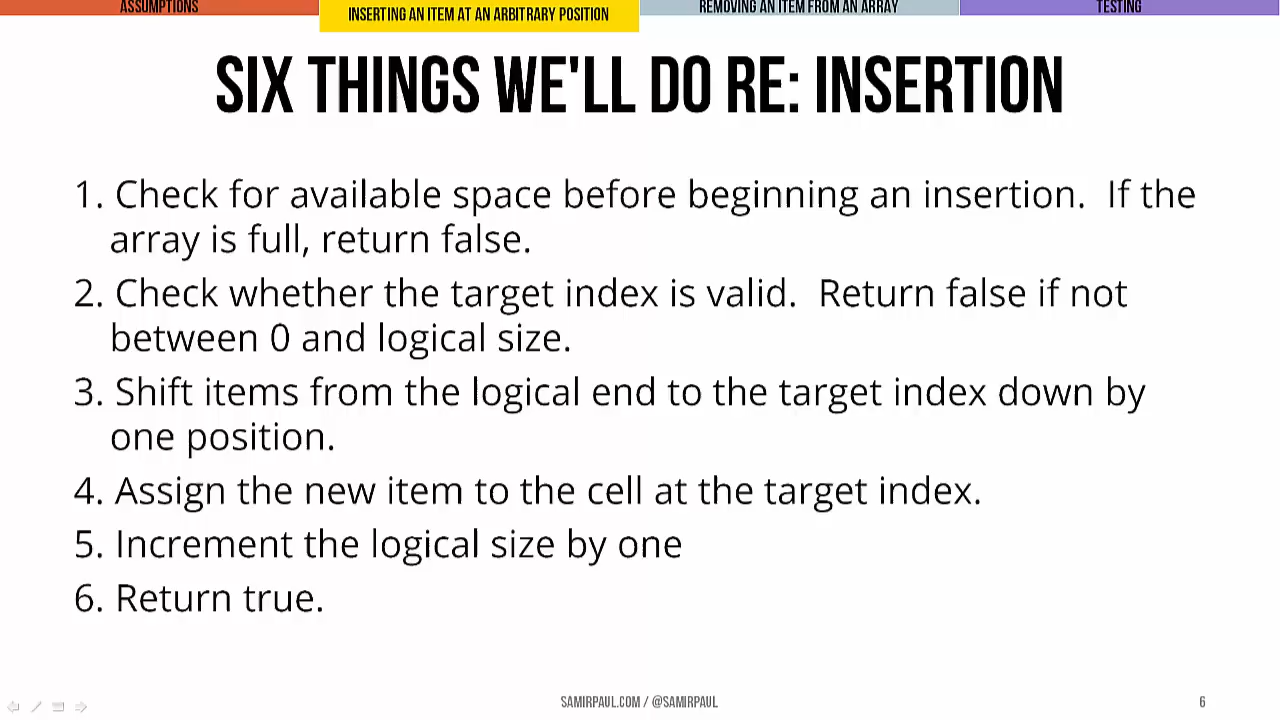 ASSUMPTIONS
INSERTING AN ITEM AT AN ARBITRARY POSITION
REMOVING AN ITEM FROM AN ARRAY
TESTING
SIX THINGS WE'LL DO RE: INSERTION
1. Check for available space before beginning an insertion.  If the
array is full, return false.
2. Check whether the target index is valid.  Return false if not
between 0 and logical size.
3. Shift items from the logical end to the target index down by
one position.
4. Assign the new item to the cell at the target index.
5. Increment the logical size by one
6. Return true.
SAMIRPAUL.COM / @SAMIRPAUL
6